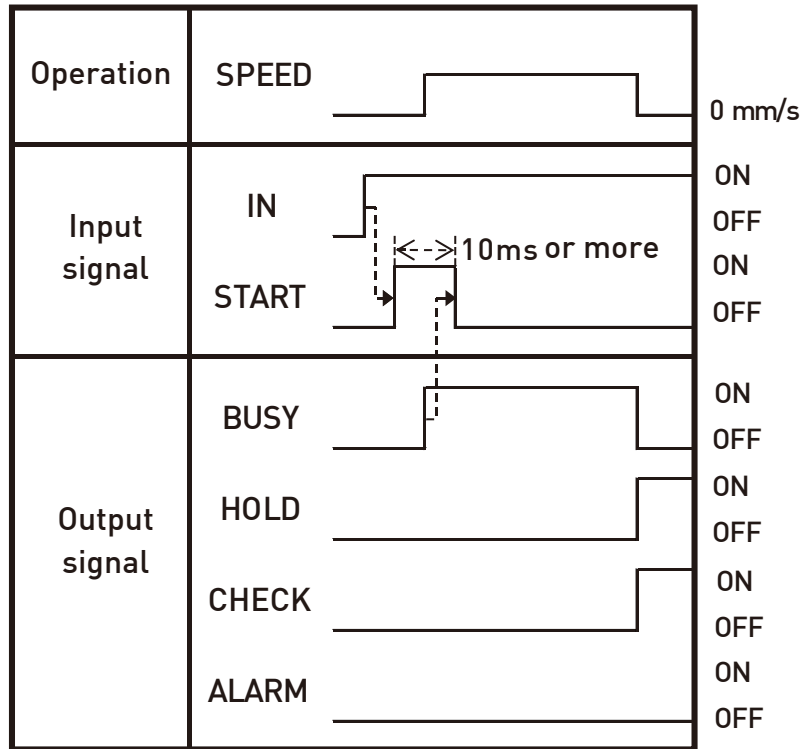 Operation
SPEED
0 mm/s
Input
signal
IN
ON
OFF
10ms or more
START
ON
OFF
Output
signal
BUSY
ON
OFF
HOLD
ON
OFF
CHECK
ON
OFF
ALARM
ON
OFF